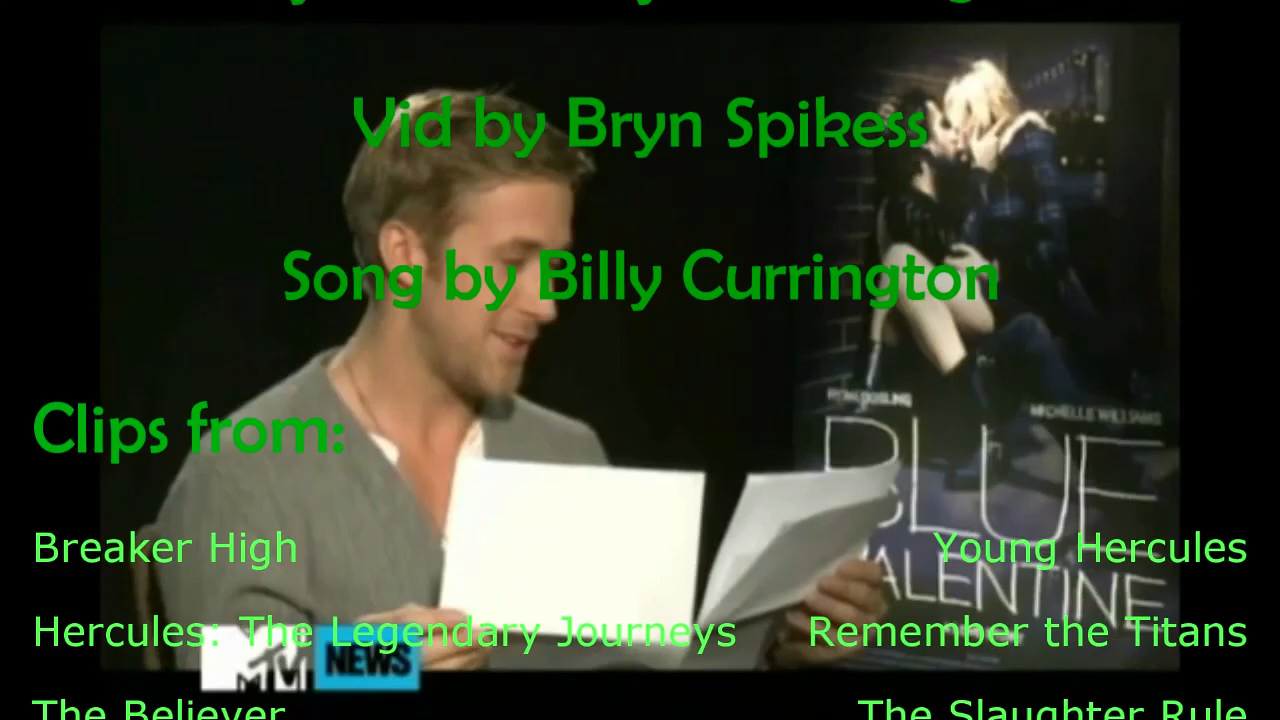 Vid by Bryn Spikess
Song by Billy Currington
RYAN GOSLING
MICHELLE WILLIAMS
Clips from:
BLUE
VALENTINE
Breaker High
Young Hercules
Hercules: The Legendary Journeys
Remember the Titans
MTV NEWS
The Believer
The Slaughter Rule